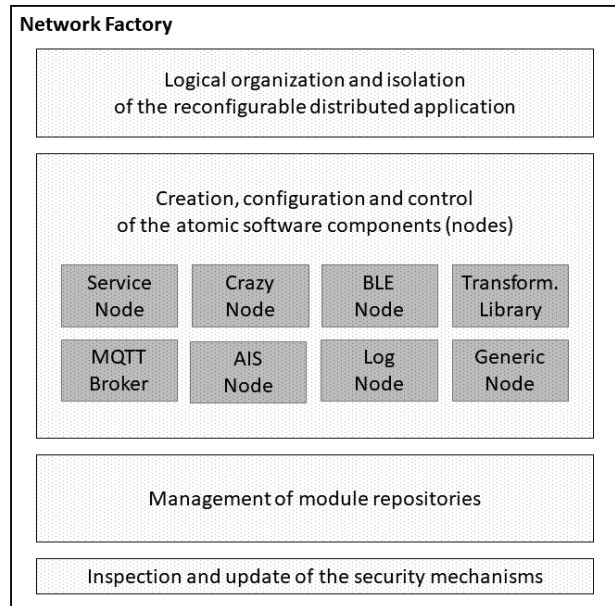 Network Factory
Logical organization and isolation
of the reconfigurable distributed application
Creation, configuration and control
of the atomic software components (nodes)
Service
Node
Crazy
Node
BLE
Node
Transform.
Library
MQTT
Broker
AIS
Node
Log
Node
Generic
Node
Management of module repositories
Inspection and update of the security mechanisms